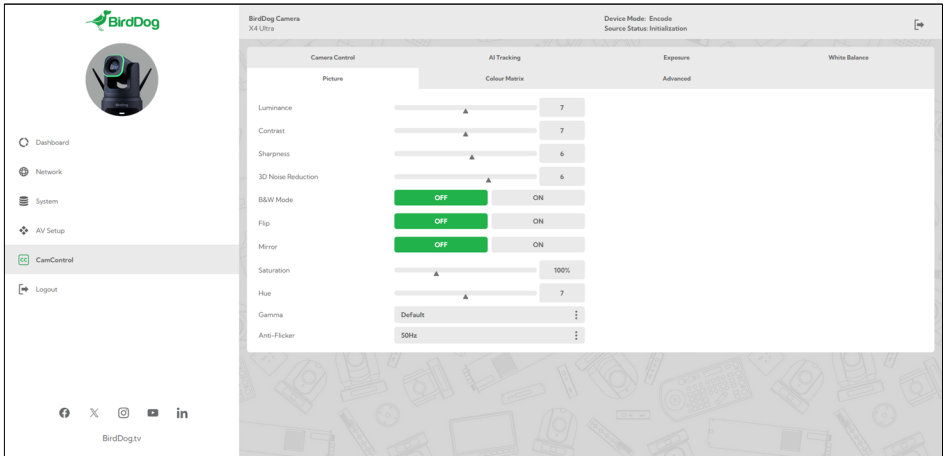 BirdDog
BirdDog Camera
X4 Ultra
Device Mode: Encode
Source Status: Initialization
Camera Control
AI Tracking
Exposure
White Balance
Picture
Colour Matrix
Advanced
Dashboard
Network
System
AV Setup
CC CamControl
Logout
Luminance 7
Contrast 7
Sharpness 6
3D Noise Reduction 6
B&W Mode OFF ON
Flip OFF ON
Mirror OFF ON
Saturation 100%
Hue 7
Gamma Default
Anti-Flicker 50Hz
BirdDog.tv